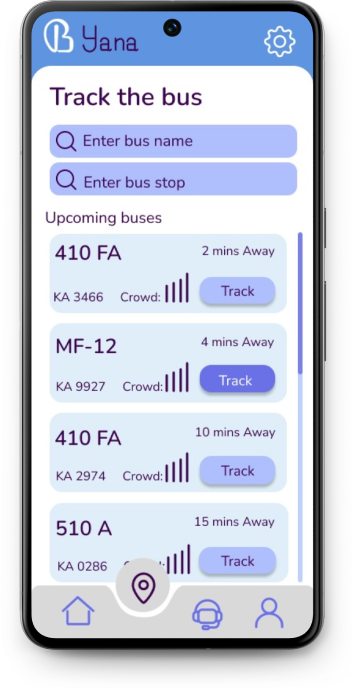 B Yana
Track the bus
Enter bus name
Enter bus stop
Upcoming buses
410 FA 2 mins Away
KA 3466 Crowd: Track
MF-12 4 mins Away
KA 9927 Crowd: Track
410 FA 10 mins Away
KA 2974 Crowd: Track
510 A 15 mins Away
KA 0286 Track